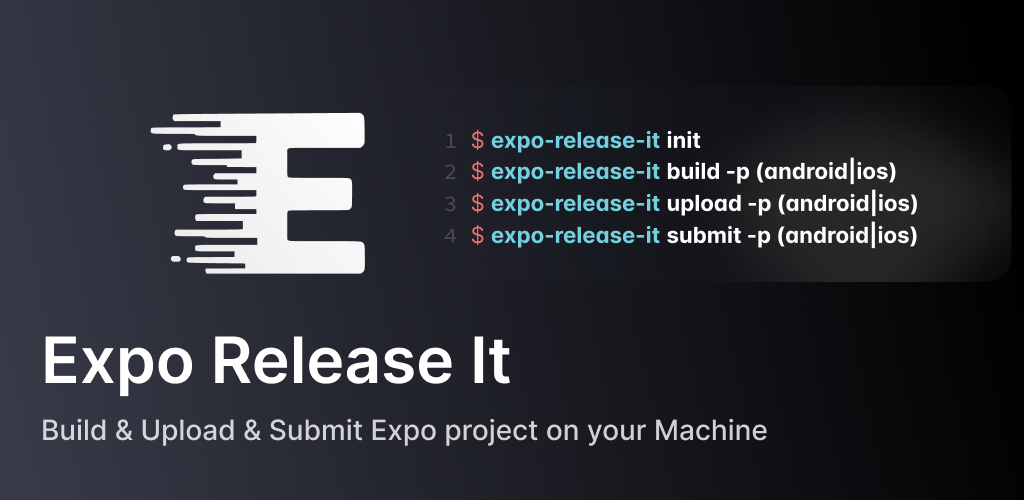 E
1 $ expo-release-it init
2 $ expo-release-it build -p (android|ios)
3 $ expo-release-it upload -p (android|ios)
4 $ expo-release-it submit -p (android|ios)
Expo Release It
Build & Upload & Submit Expo project on your Machine